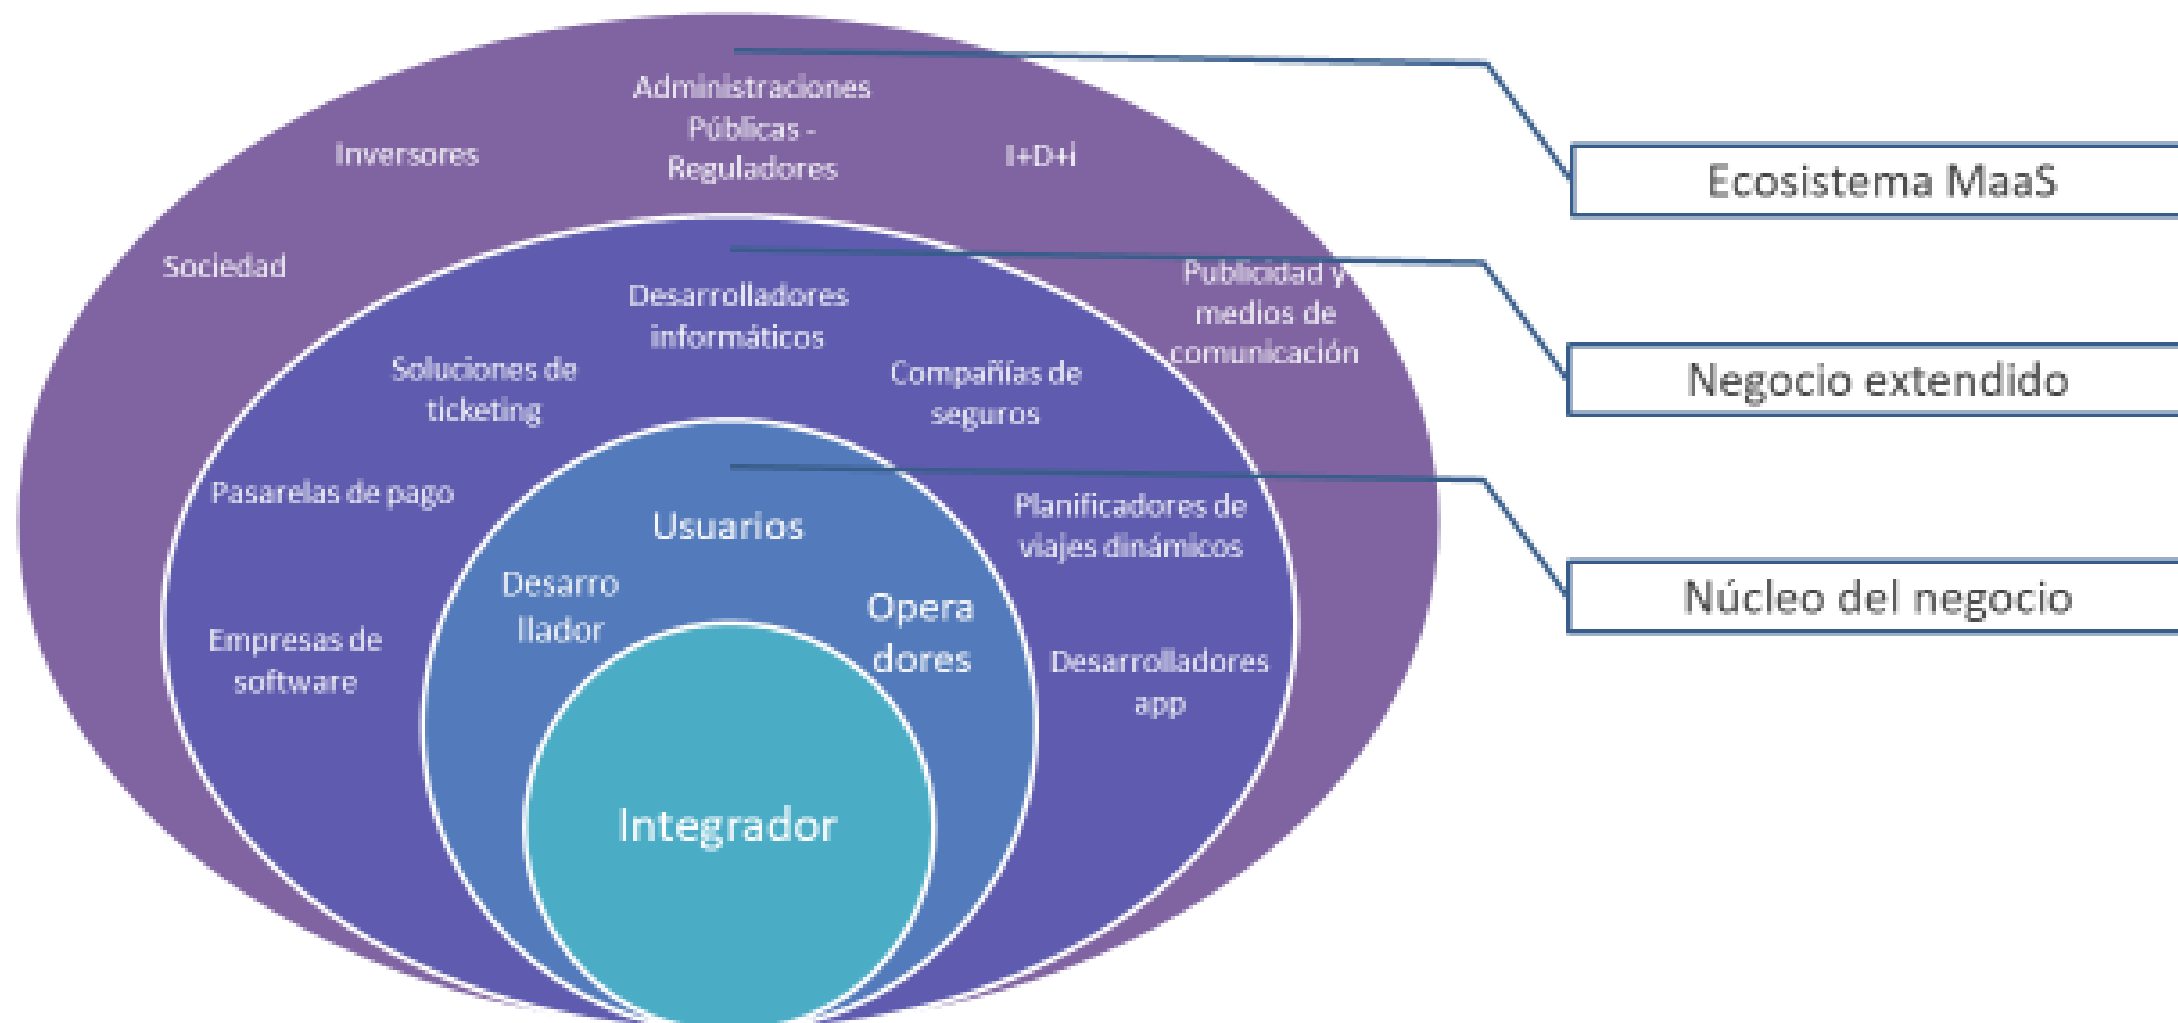 Administraciones
Públicas -
Reguladores
Inversores
I+D+i
Sociedad
Publicidad y
medios de
comunicación
Desarrolladores
informáticos
Soluciones de
ticketing
Compañías de
seguros
Pasarelas de pago
Planificadores de
viajes dinámicos
Empresas de
software
Desarrolladores
app
Usuarios
Desarro
llador
Opera
dores
Integrador
Ecosistema MaaS
Negocio extendido
Núcleo del negocio